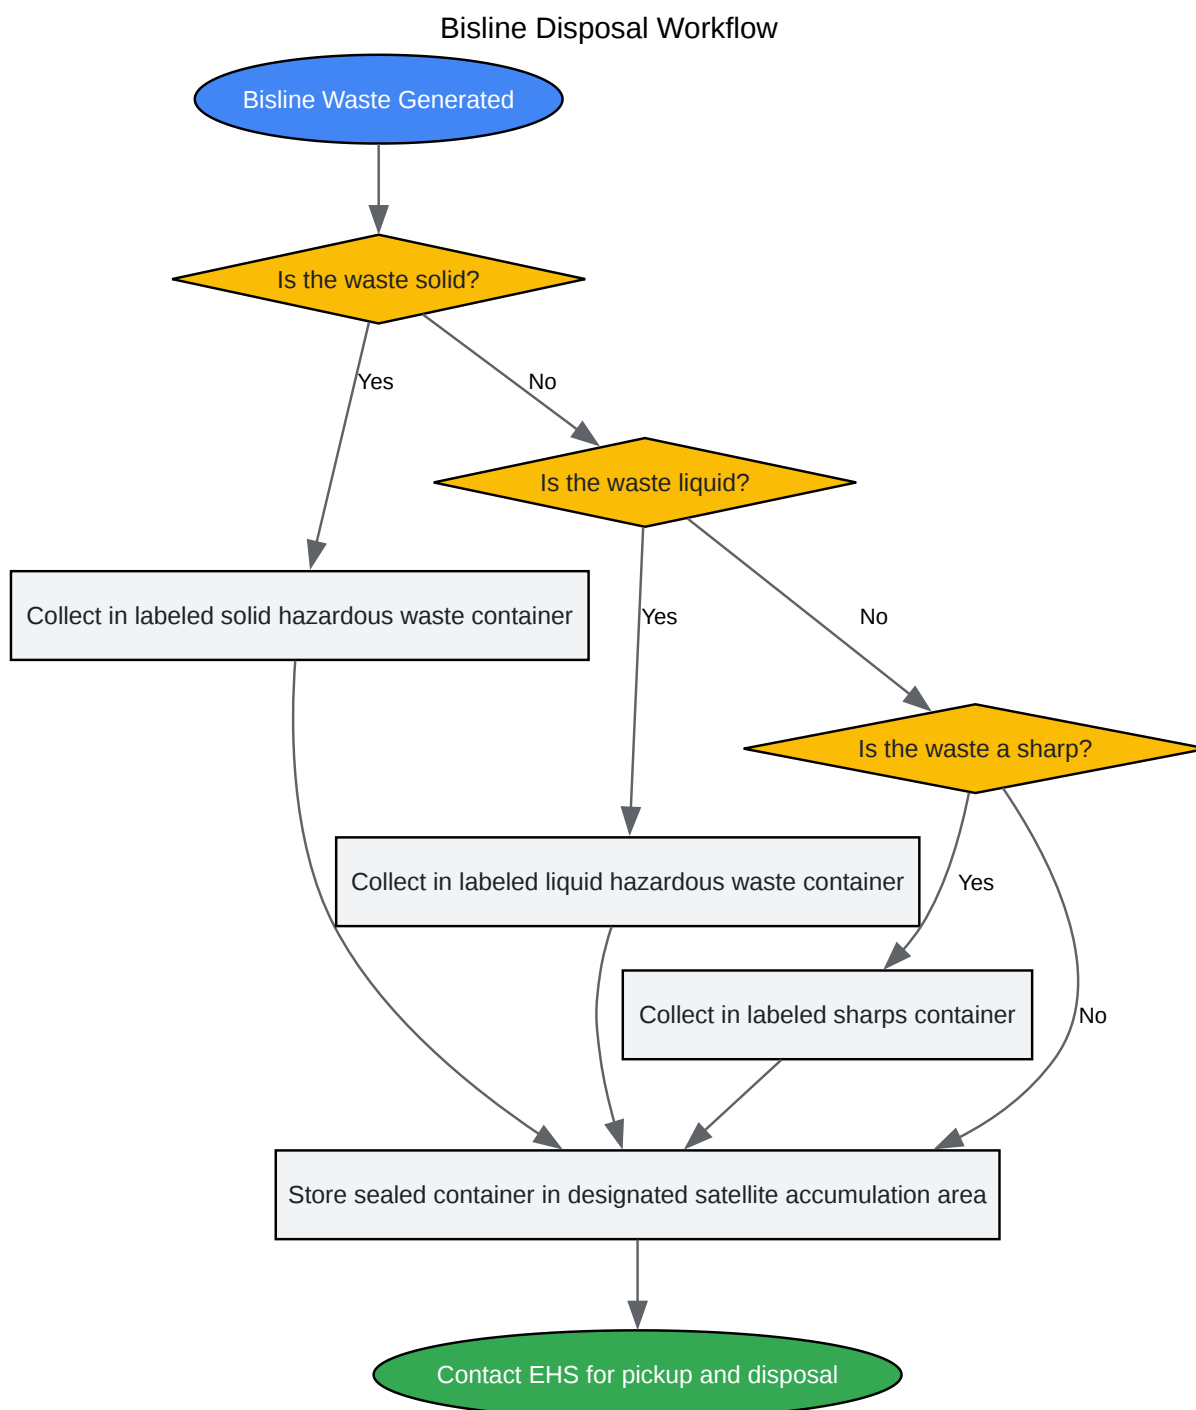 Bisline Disposal Workflow
Bisline Waste Generated
Is the waste solid?
Yes
No
Is the waste liquid?
Collect in labeled solid hazardous waste container
Yes
No
Is the waste a sharp?
Collect in labeled liquid hazardous waste container
Yes
Collect in labeled sharps container
No
Store sealed container in designated satellite accumulation area
Contact EHS for pickup and disposal